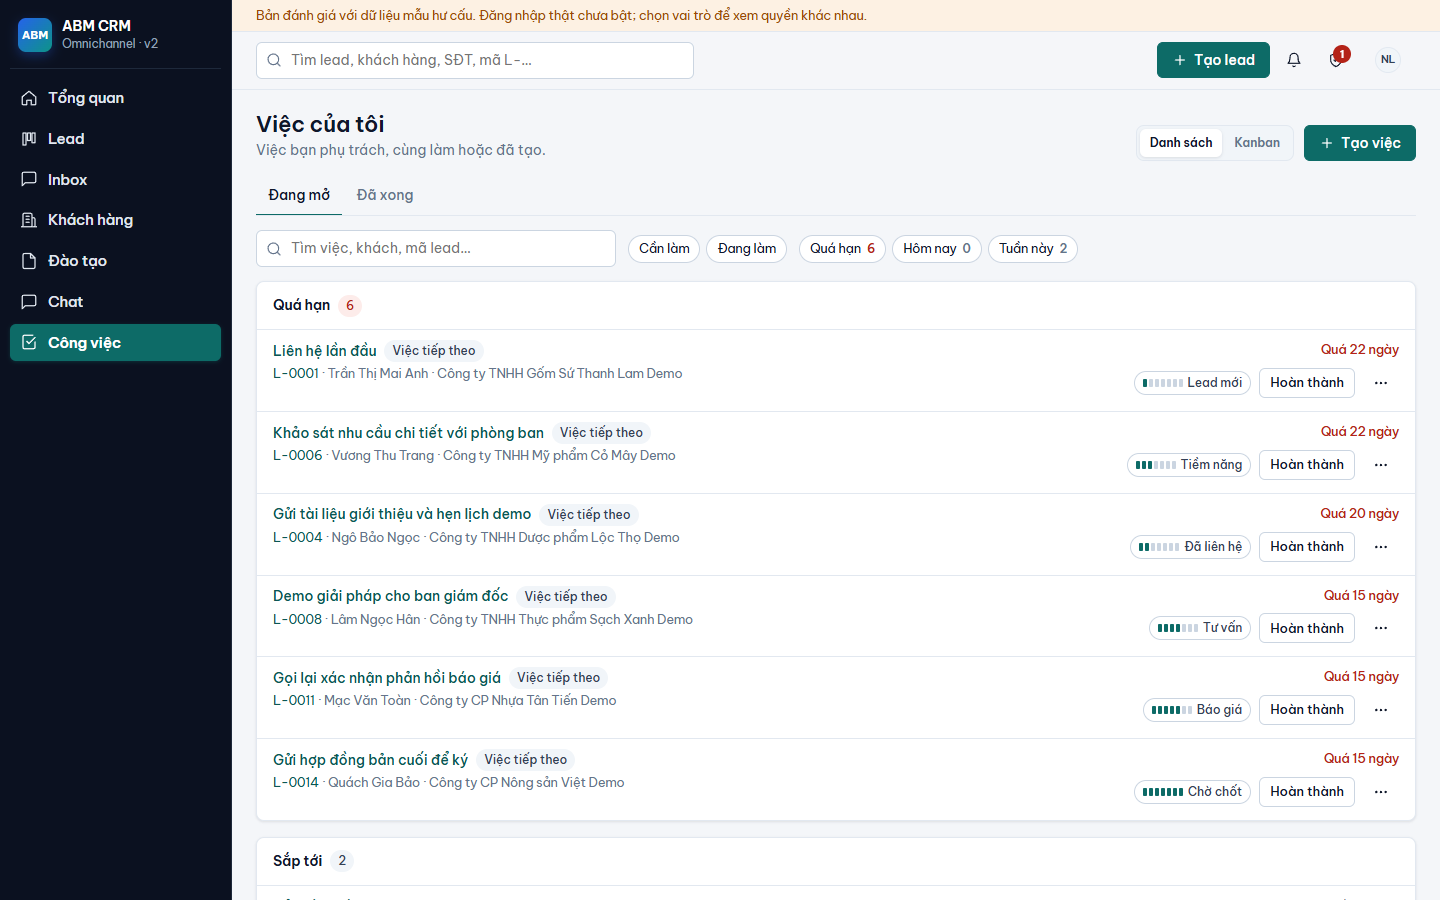 ABM
ABM CRM
Omnichannel · v2
Tổng quan
Lead
Inbox
Khách hàng
Đào tạo
Chat
Công việc
Bản đánh giá với dữ liệu mẫu hư cấu. Đăng nhập thật chưa bật; chọn vai trò để xem quyền khác nhau.
Tìm lead, khách hàng, SĐT, mã L-...
Tạo lead
1
NL
Việc của tôi
Việc bạn phụ trách, cùng làm hoặc đã tạo.
Danh sách
Kanban
Tạo việc
Đang mở
Đã xong
Tìm việc, khách, mã lead...
Cần làm
Đang làm
Quá hạn 6
Hôm nay 0
Tuần này 2
Quá hạn 6
Liên hệ lần đầu Việc tiếp theo
Quá 22 ngày
L-0001 · Trần Thị Mai Anh · Công ty TNHH Gốm Sứ Thanh Lam Demo
Lead mới
Hoàn thành
Khảo sát nhu cầu chi tiết với phòng ban Việc tiếp theo
Quá 22 ngày
L-0006 · Vương Thu Trang · Công ty TNHH Mỹ phẩm Cỏ Mây Demo
Tiềm năng
Hoàn thành
Gửi tài liệu giới thiệu và hẹn lịch demo Việc tiếp theo
Quá 20 ngày
L-0004 · Ngô Bảo Ngọc · Công ty TNHH Dược phẩm Lộc Thọ Demo
Đã liên hệ
Hoàn thành
Demo giải pháp cho ban giám đốc Việc tiếp theo
Quá 15 ngày
L-0008 · Lâm Ngọc Hân · Công ty TNHH Thực phẩm Sạch Xanh Demo
Tư vấn
Hoàn thành
Gọi lại xác nhận phản hồi báo giá Việc tiếp theo
Quá 15 ngày
L-0011 · Mạc Văn Toàn · Công ty CP Nhựa Tân Tiến Demo
Báo giá
Hoàn thành
Gửi hợp đồng bản cuối để ký Việc tiếp theo
Quá 15 ngày
L-0014 · Quách Gia Bảo · Công ty CP Nông sản Việt Demo
Chờ chốt
Hoàn thành
Sắp tới 2